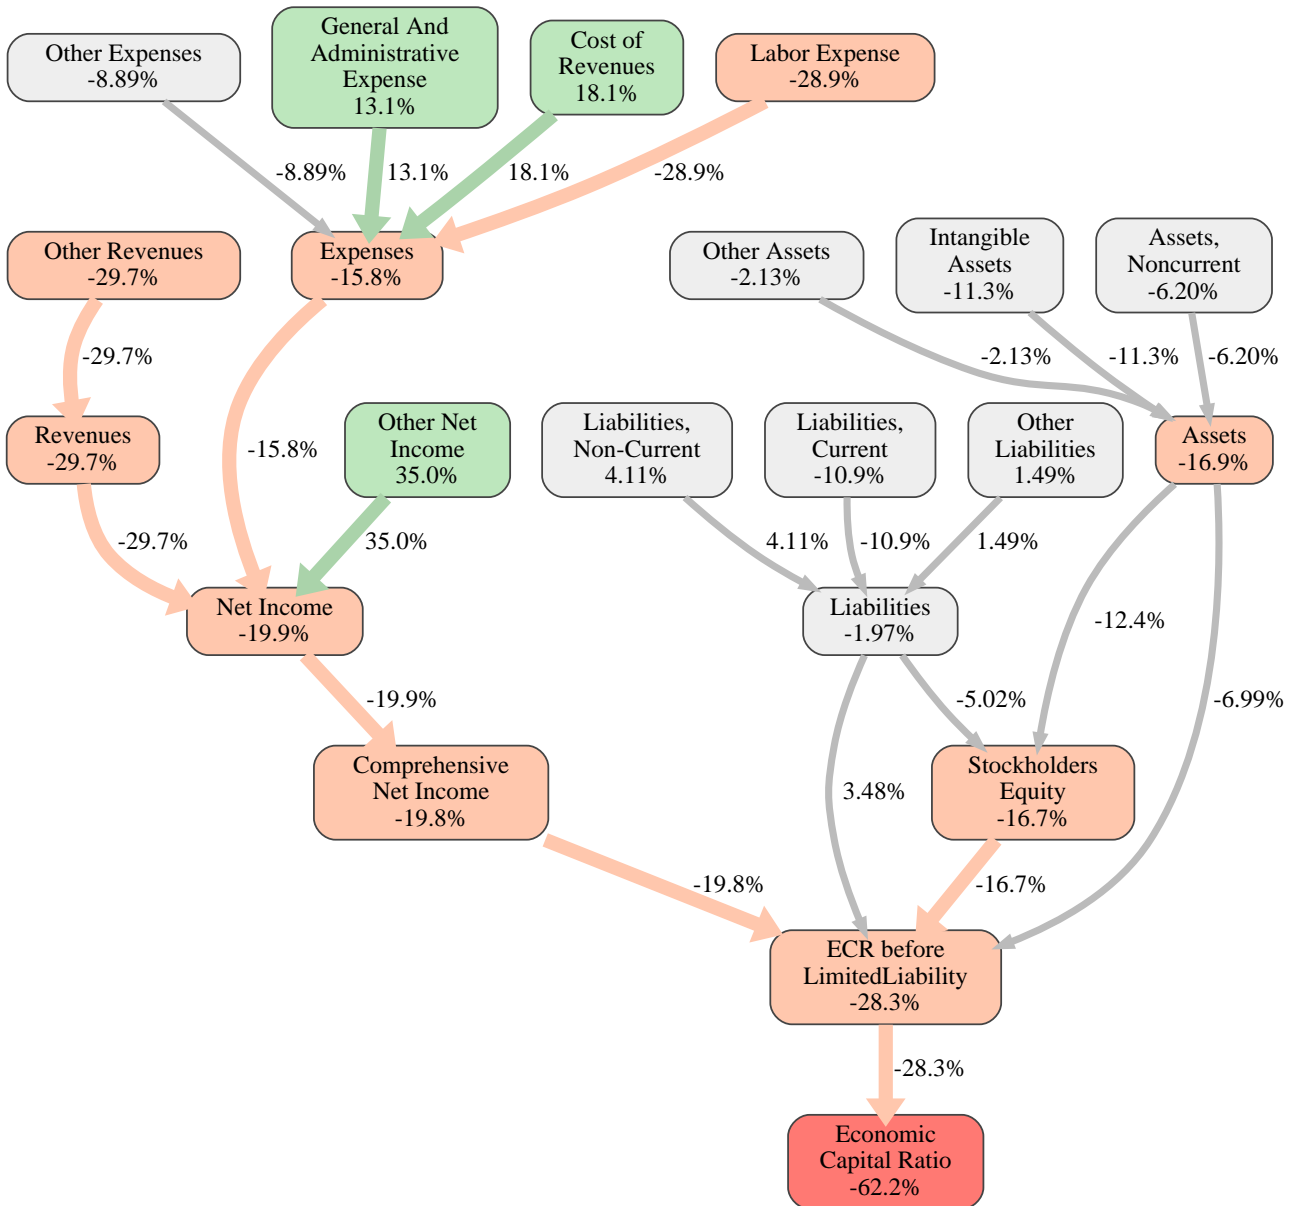 Other Expenses
-8.89%
General And
Administrative
Expense
13.1%
Cost of
Revenues
18.1%
Labor Expense
-28.9%
-8.89%
13.1%
18.1%
-28.9%
Other Revenues
-29.7%
Expenses
-15.8%
Other Assets
-2.13%
Intangible
Assets
-11.3%
Assets,
Noncurrent
-6.20%
-29.7%
-2.13%
-11.3%
-6.20%
Revenues
-29.7%
-15.8%
Other Net
Income
35.0%
Liabilities,
Non-Current
4.11%
Liabilities,
Current
-10.9%
Other
Liabilities
1.49%
Assets
-16.9%
-29.7%
35.0%
4.11%
-10.9%
1.49%
Net Income
-19.9%
Liabilities
-1.97%
-12.4%
-19.9%
-5.02%
-6.99%
Comprehensive
Net Income
-19.8%
3.48%
Stockholders
Equity
-16.7%
-19.8%
-16.7%
ECR before
LimitedLiability
-28.3%
-28.3%
Economic
Capital Ratio
-62.2%